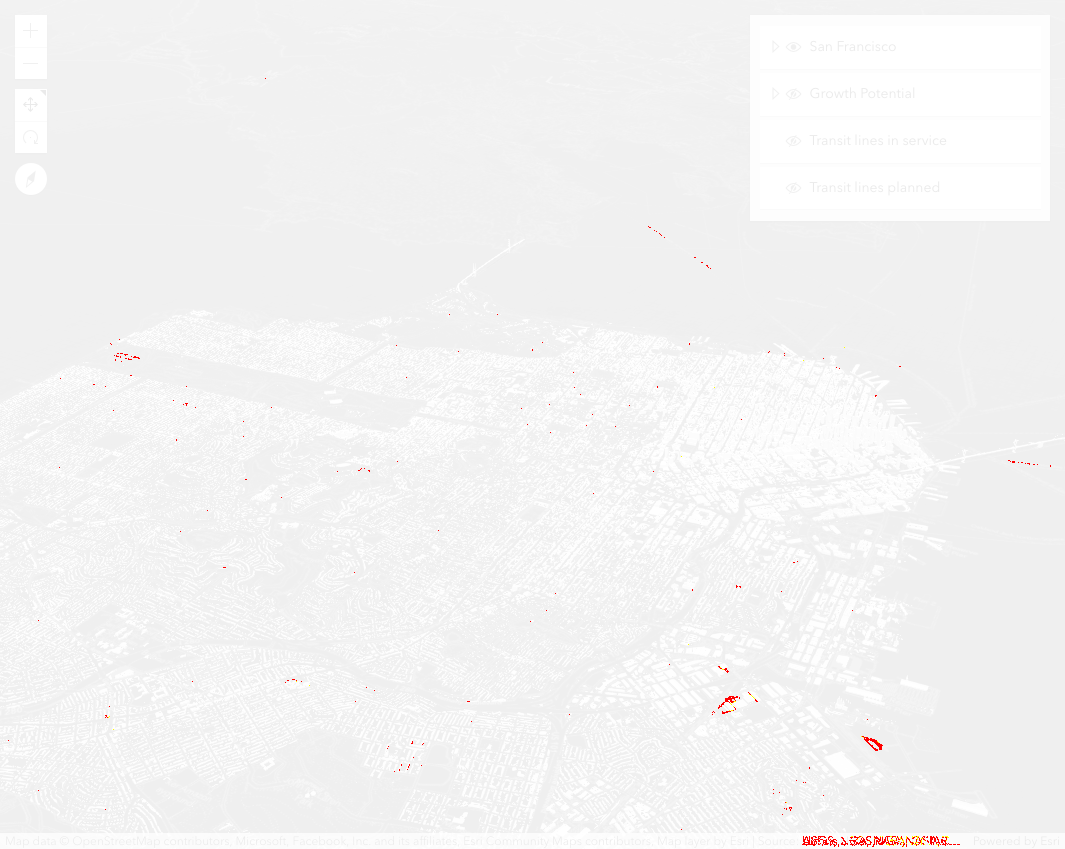 San Francisco
Growth Potential
Transit lines in service
Transit lines planned
Map data © OpenStreetMap contributors, Microsoft, Facebook, Inc. and its affiliates, Esri Community Maps contributors, Map layer by Esri | Source: Powered by Esri